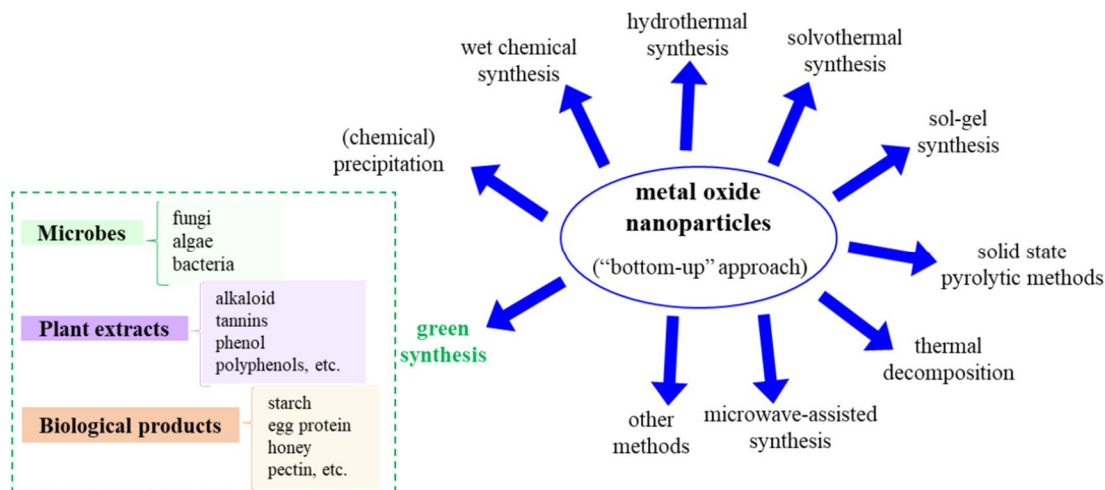 hydrothermal
synthesis
wet chemical
synthesis
solvothermal
synthesis
sol-gel
synthesis
(chemical)
precipitation
metal oxide
nanoparticles
(“bottom-up” approach)
solid state
pyrolytic methods
thermal
decomposition
microwave-assisted
synthesis
other
methods
green
synthesis
Microbes
fungi
algae
bacteria
Plant extracts
alkaloid
tannins
phenol
polyphenols, etc.
Biological products
starch
egg protein
honey
pectin, etc.